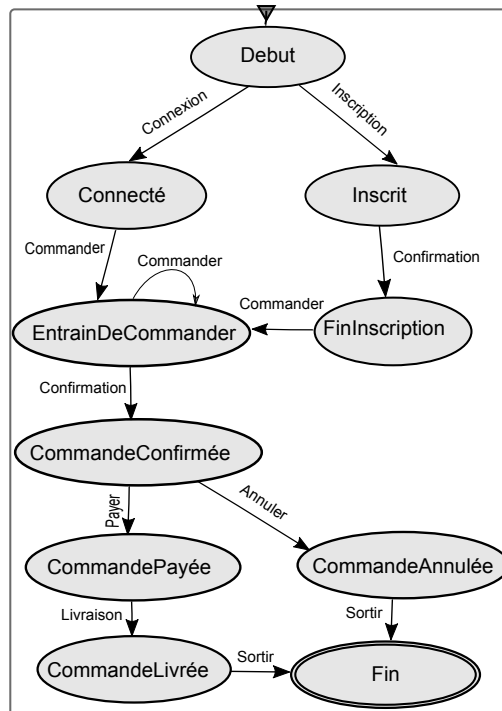 Debut
Connexion
Inscription
Connecté
Inscrit
Commander
Commander
Confirmation
Commander
EntrainDeCommander
FinInscription
Confirmation
CommandeConfirmée
Payer
Annuler
CommandePayée
CommandeAnnulée
Livraison
Sortir
CommandeLivrée
Sortir
Fin